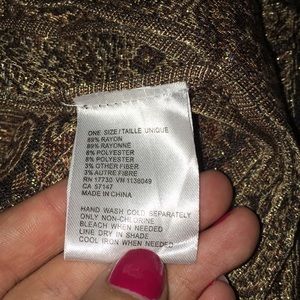 ONE SIZE/TAILLE UNIQUE
89% RAYON
89% RAYONNE
8% POLYESTER
8% POLYESTER
3% OTHER FIBER
3% AUTRE FIBRE
RN 17730 VW 1138049
CA 57147
MADE IN CHINA
HAND WASH COLD SEPARATELY
ONLY NON-CHLORINE
BLEACH WHEN NEEDED
LINE DRY IN SHADE
COOL IRON WHEN NEEDED